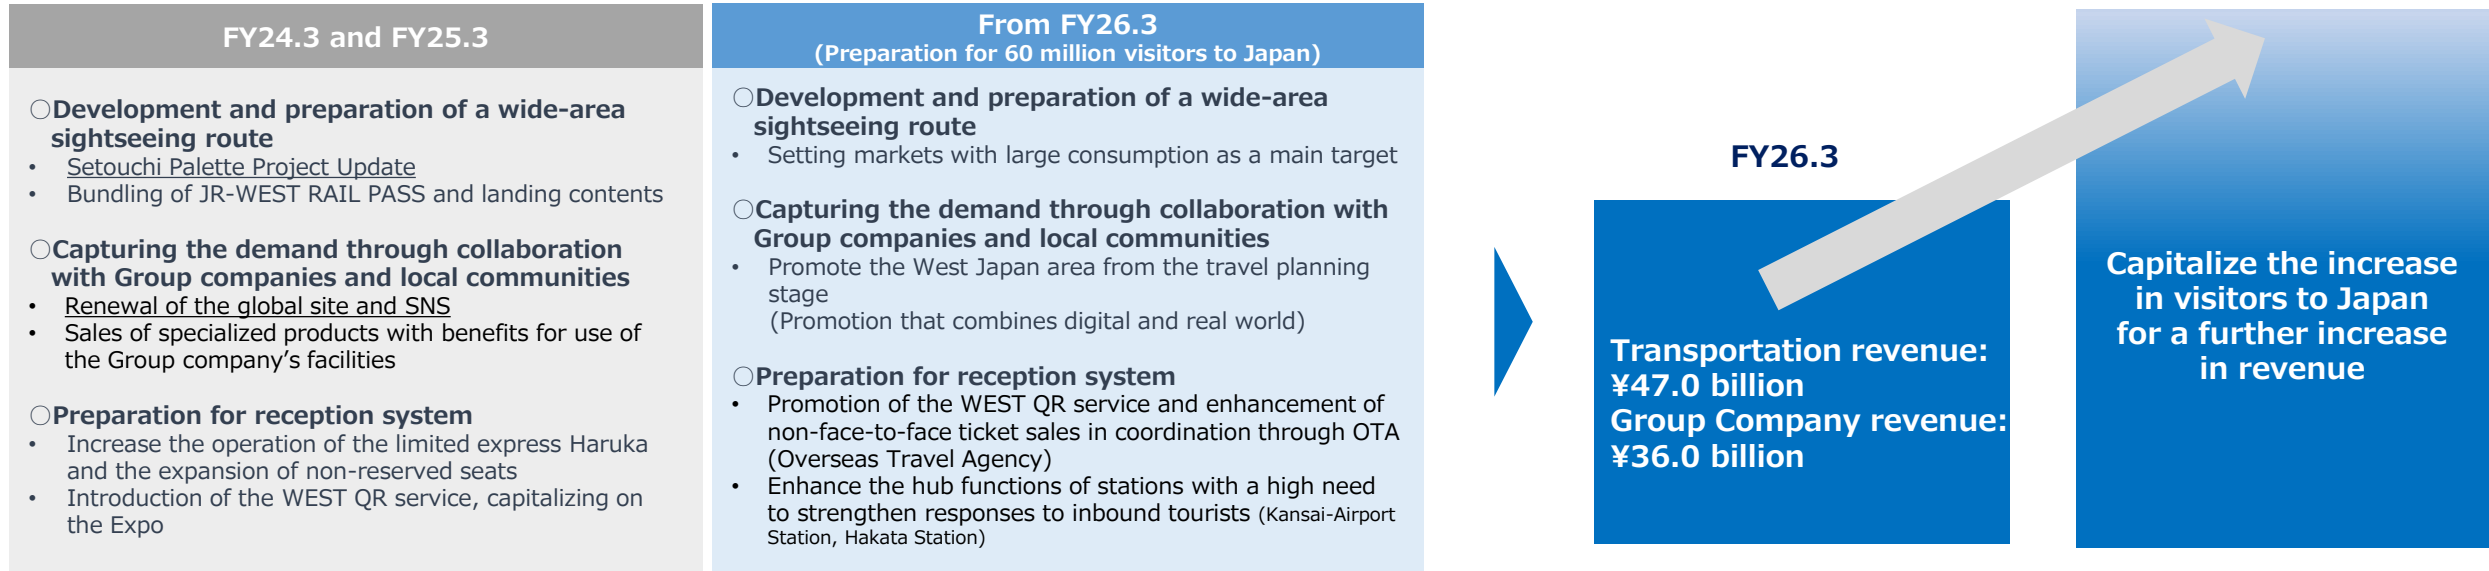 FY24.3 and FY25.3
○Development and preparation of a wide-area
sightseeing route
• Setouchi Palette Project Update
• Bundling of JR-WEST RAIL PASS and landing contents
○Capturing the demand through collaboration
with Group companies and local communities
• Renewal of the global site and SNS
• Sales of specialized products with benefits for use of
the Group company's facilities
○Preparation for reception system
• Increase the operation of the limited express Haruka
and the expansion of non-reserved seats
• Introduction of the WEST QR service, capitalizing on
the Expo
From FY26.3
(Preparation for 60 million visitors to Japan)
○Development and preparation of a wide-area
sightseeing route
• Setting markets with large consumption as a main target
○Capturing the demand through collaboration with
Group companies and local communities
• Promote the West Japan area from the travel planning
stage
(Promotion that combines digital and real world)
○Preparation for reception system
• Promotion of the WEST QR service and enhancement of
non-face-to-face ticket sales in coordination through OTA
(Overseas Travel Agency)
• Enhance the hub functions of stations with a high need
to strengthen responses to inbound tourists (Kansai-Airport
Station, Hakata Station)
FY26.3
Transportation revenue:
¥47.0 billion
Group Company revenue:
¥36.0 billion
Capitalize the increase
in visitors to Japan
for a further increase
in revenue